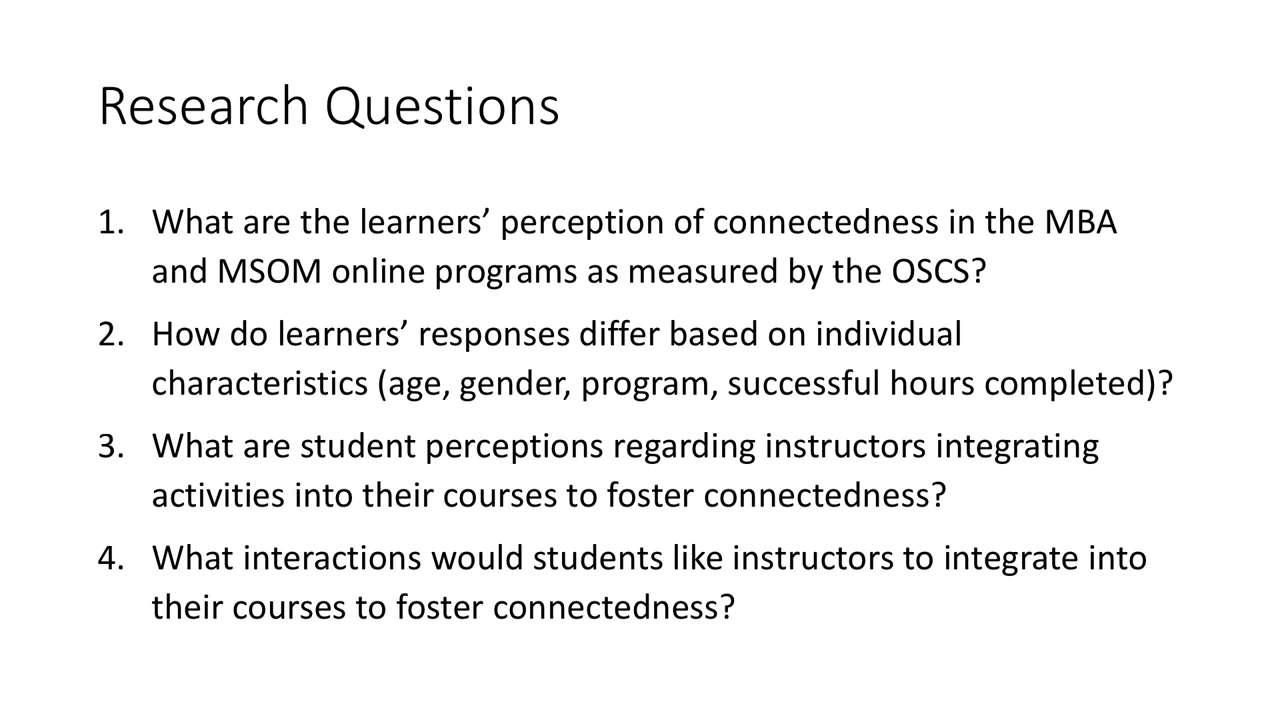 Research Questions
1. What are the learners’ perception of connectedness in the MBA
and MSOM online programs as measured by the OSCS?
2. How do learners’ responses differ based on individual
characteristics (age, gender, program, successful hours completed)?
3. What are student perceptions regarding instructors integrating
activities into their courses to foster connectedness?
4. What interactions would students like instructors to integrate into
their courses to foster connectedness?